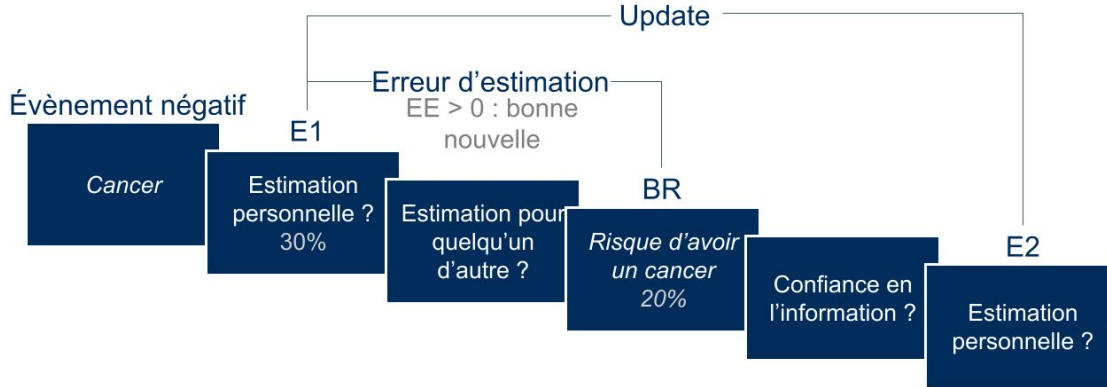 Update
Erreur d'estimation
EE > 0 : bonne
nouvelle
Évènement négatif
Cancer
E1
Estimation
personnelle ?
30%
Estimation pour
quelqu'un
d'autre ?
BR
Risque d'avoir
un cancer
20%
Confiance en
l'information ?
E2
Estimation
personnelle ?